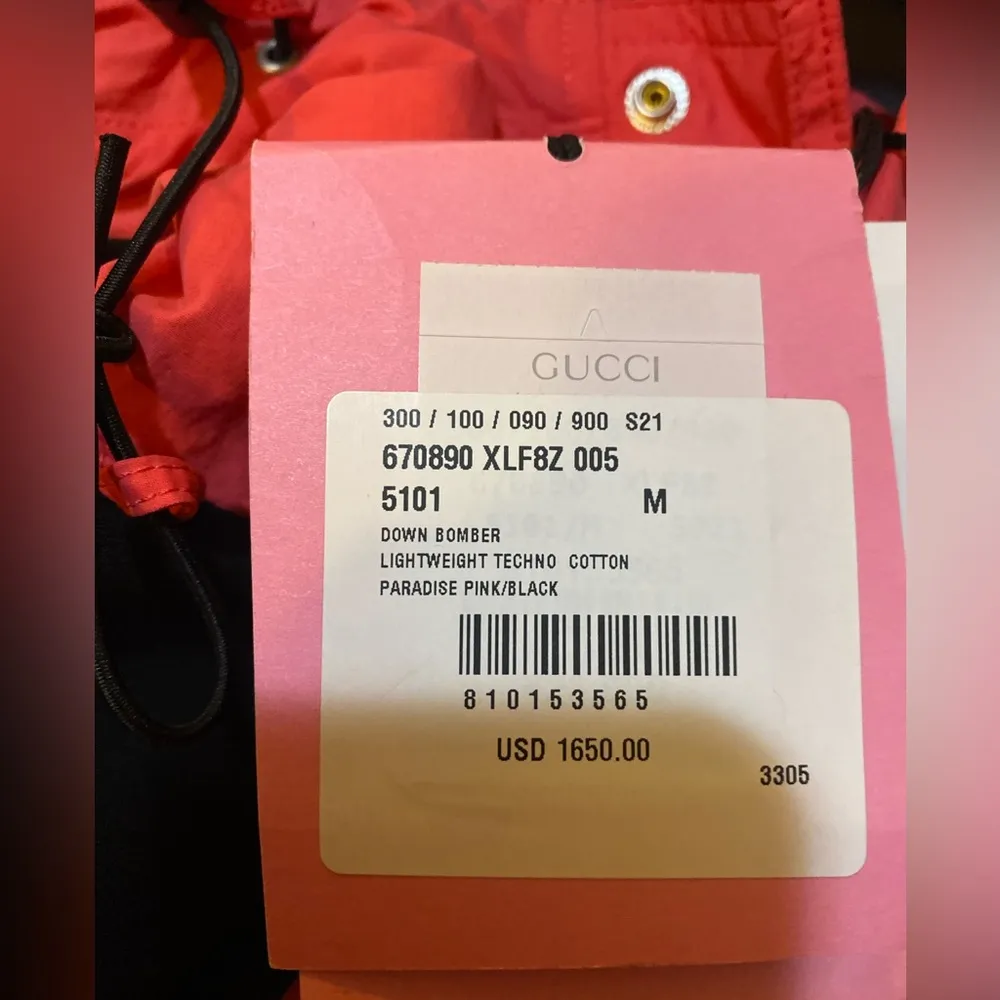 GUCCI
300 / 100 / 090 / 900 S21
670890 XLF8Z 005
5101 M
DOWN BOMBER
LIGHTWEIGHT TECHNO COTTON
PARADISE PINK/BLACK
810153565
USD 1650.00
3305